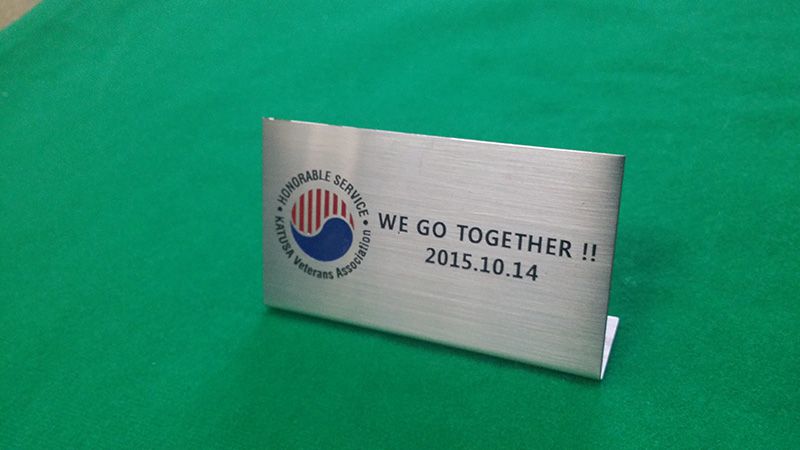 • HONORABLE SERVICE •
KATUSA Veterans Association
WE GO TOGETHER !!
2015.10.14